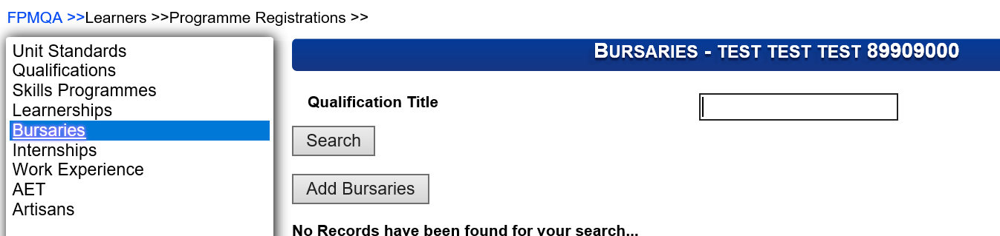 FPMQA >>Learners >>Programme Registrations >>
Unit Standards
Qualifications
Skills Programmes
Learnerships
Bursaries
Internships
Work Experience
AET
Artisans
BURSARIES - TEST TEST TEST 89909000
Qualification Title
Search
Add Bursaries
No Records have been found for your search...